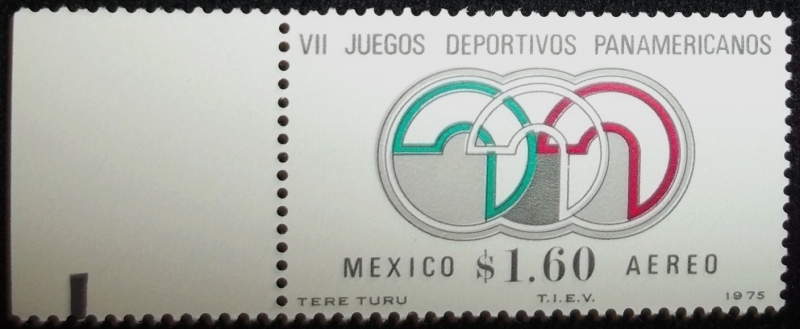 VII JUEGOS DEPORTIVOS PANAMERICANOS
MEXICO $1.60 AEREO
TERE TURU T.I.E.V. 1975